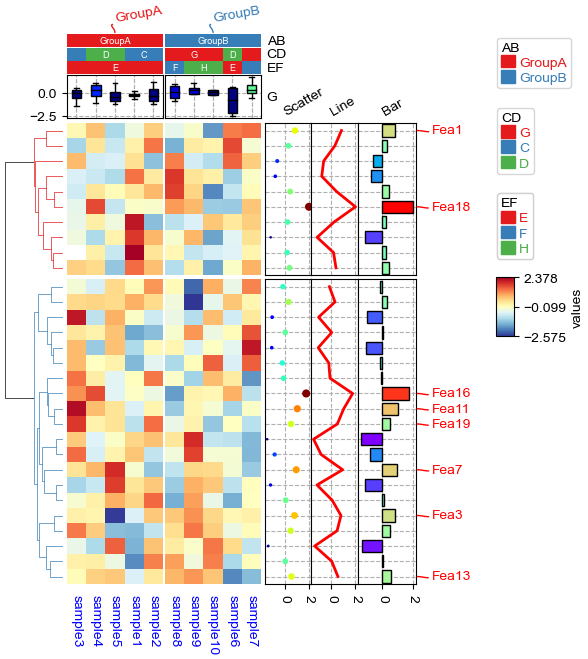 GroupA GroupB
GroupA GroupB AB
D C G D CD
E F H E EF
0.0
−2.5
G
Scatter Line Bar
Fea1
Fea18
Fea16
Fea11
Fea19
Fea7
Fea3
Fea13
0 2 0 2 0 2
sample3 sample4 sample5 sample1 sample2 sample8 sample9 sample10 sample6 sample7
AB
GroupA
GroupB
CD
G
C
D
EF
E
F
H
2.378
−0.099
−2.575
values